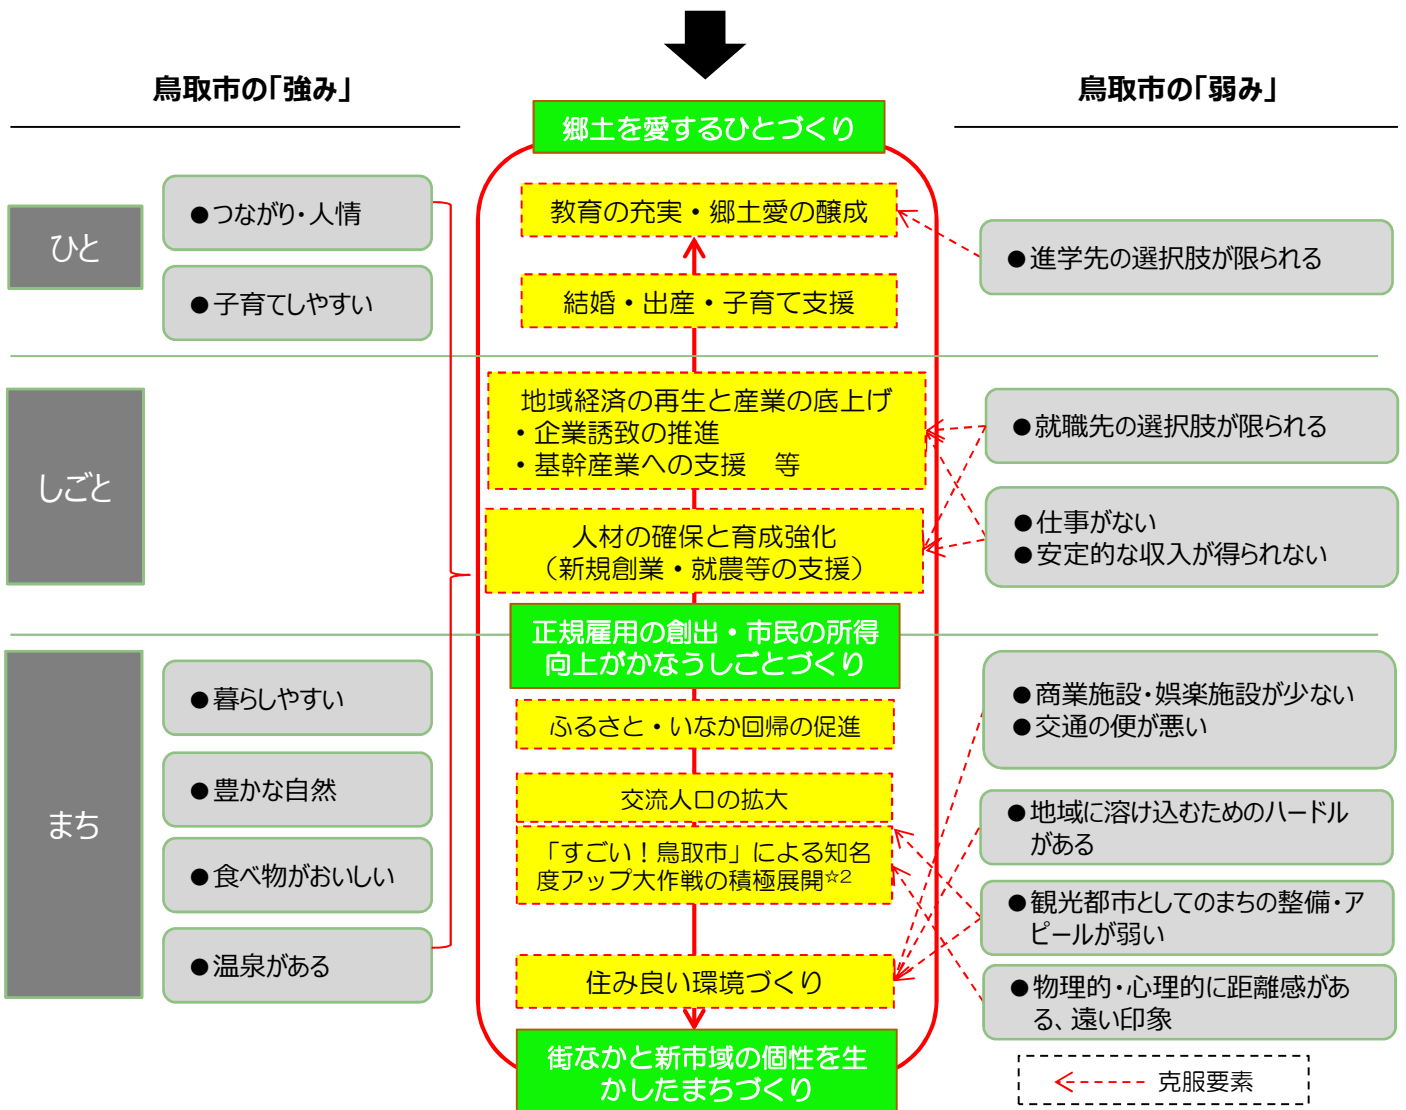 鳥取市の「強み」
鳥取市の「弱み」
郷土を愛するひとづくり
ひと
●つながり・人情
●子育てしやすい
教育の充実・郷土愛の醸成
結婚・出産・子育て支援
●進学先の選択肢が限られる
しごと
地域経済の再生と産業の底上げ
・企業誘致の推進
・基幹産業への支援　等
人材の確保と育成強化
（新規創業・就農等の支援）
●就職先の選択肢が限られる
●仕事がない
●安定的な収入が得られない
正規雇用の創出・市民の所得
向上がかなうしごとづくり
まち
●暮らしやすい
●豊かな自然
●食べ物がおいしい
●温泉がある
ふるさと・いなか回帰の促進
交流人口の拡大
「すごい！鳥取市」による知名
度アップ大作戦の積極展開☆2
住み良い環境づくり
●商業施設・娯楽施設が少ない
●交通の便が悪い
●地域に溶け込むためのハードル
がある
●観光都市としてのまちの整備・ア
ピールが弱い
●物理的・心理的に距離感があ
る、遠い印象
街なかと新市域の個性を生
かしたまちづくり
克服要素